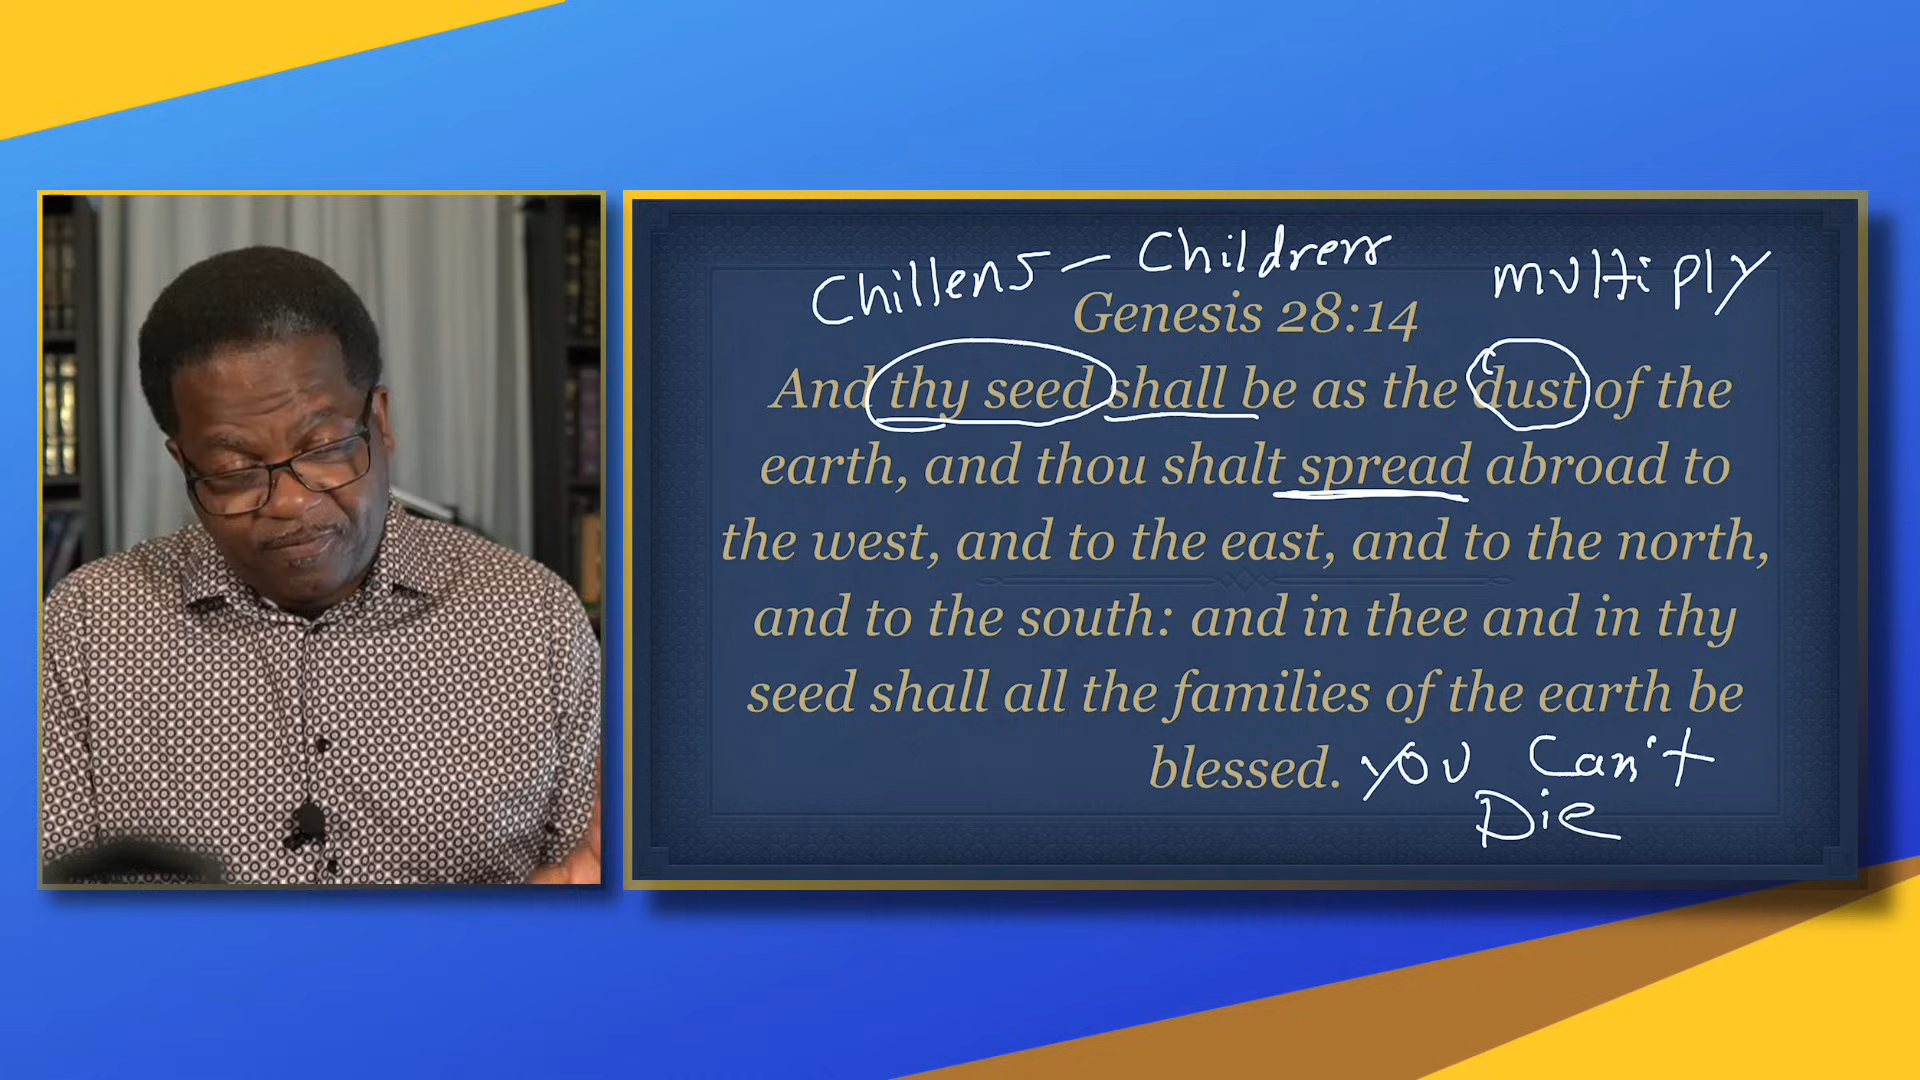 Chillens — Children
multiply
Genesis 28:14
And thy seed shall be as the dust of the
earth, and thou shalt spread abroad to
the west, and to the east, and to the north,
and to the south: and in thee and in thy
seed shall all the families of the earth be
blessed. you Can't
Die